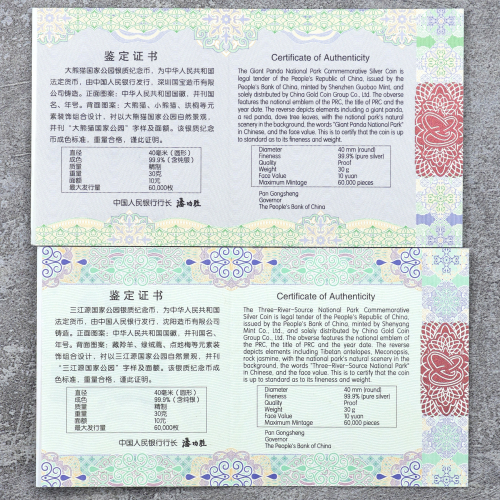 鉴定证书
大熊猫国家公园银质纪念币，为中华人民共和国
法定货币，由中国人民银行发行，深圳国宝造币有限公
司铸造。正面图案：中华人民共和国国徽，并刊国
名、年号。背面图案：大熊猫、小熊猫、珙桐等元
素装饰组合设计，衬以大熊猫国家公园自然景观，
并刊“大熊猫国家公园”字样及面额。该银质纪念
币成色标准，重量合格，谨此证明。
直径 40毫米（圆形）
成色 99.9%（含纯银）
质量 精制
重量 30克
面额 10元
最大发行量 60,000枚
中国人民银行行长 潘功胜
Certificate of Authenticity
The Giant Panda National Park Commemorative Silver Coin is
legal tender of the People's Republic of China, issued by the
People's Bank of China, minted by Shenzhen Guobao Mint, and
solely distributed by China Gold Coin Group Co., Ltd. The obverse
features the national emblem of the PRC, the title of PRC and the
year date. The reverse depicts elements including a giant panda,
a red panda, dove tree leaves, with the national park's natural
scenery in the background, the words "Giant Panda National Park"
in Chinese, and the face value. This is to certify that the coin is up
to standard as to its fineness and weight.
Diameter 40 mm (round)
Fineness 99.9% (pure silver)
Quality Proof
Weight 30 g
Face Value 10 yuan
Maximum Mintage 60,000 pieces
Pan Gongsheng
Governor
The People's Bank of China
鉴定证书
三江源国家公园银质纪念币，为中华人民共和国
法定货币，由中国人民银行发行，沈阳造币有限公司
铸造。正面图案：中华人民共和国国徽，并刊国名、
年号。背面图案：藏羚羊、绿绒蒿、点地梅等元素装
饰组合设计，衬以三江源国家公园自然景观，并刊
“三江源国家公园”字样及面额。该银质纪念币成
色标准，重量合格，谨此证明。
直径 40毫米（圆形）
成色 99.9%（含纯银）
质量 精制
重量 30克
面额 10元
最大发行量 60,000枚
中国人民银行行长 潘功胜
Certificate of Authenticity
The Three-River-Source National Park Commemorative
Silver Coin is legal tender of the People's Republic of China,
issued by the People's Bank of China, minted by Shenyang
Mint Co., Ltd., and solely distributed by China Gold Coin
Group Co., Ltd. The obverse features the national emblem of
the PRC, the title of PRC and the year date. The reverse
depicts elements including Tibetan antelopes, Meconopsis,
rock jasmine, with the national park's natural scenery in the
background, the words "Three-River-Source National Park"
in Chinese, and the face value. This is to certify that the coin
is up to standard as to its fineness and weight.
Diameter 40 mm (round)
Fineness 99.9% (pure silver)
Quality Proof
Weight 30 g
Face Value 10 yuan
Maximum Mintage 60,000 pieces
Pan Gongsheng
Governor
The People's Bank of China